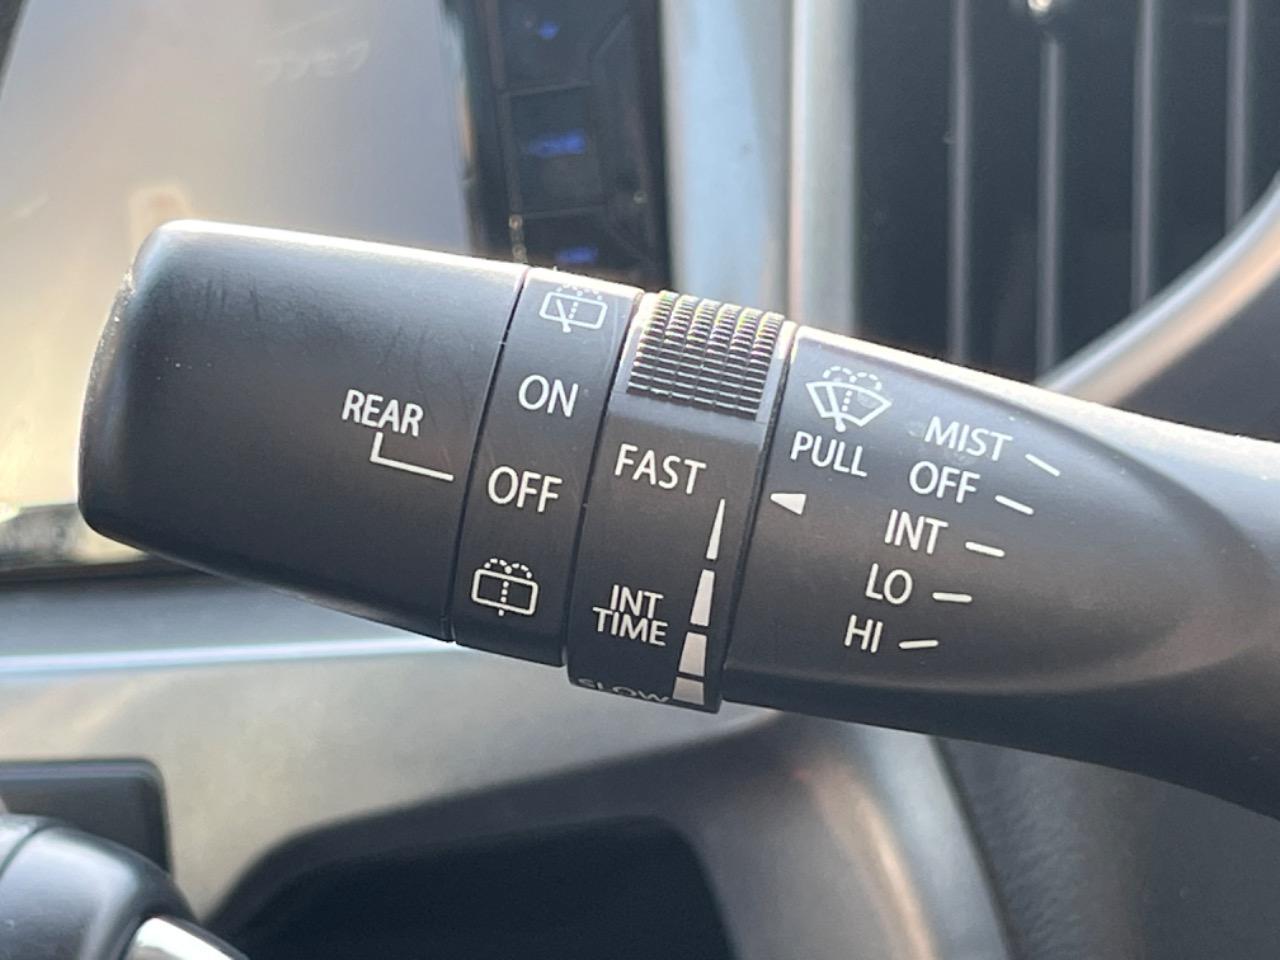 REAR
ON
OFF
FAST
INT
TIME
SLOW
PULL
MIST
OFF
INT
LO
HI